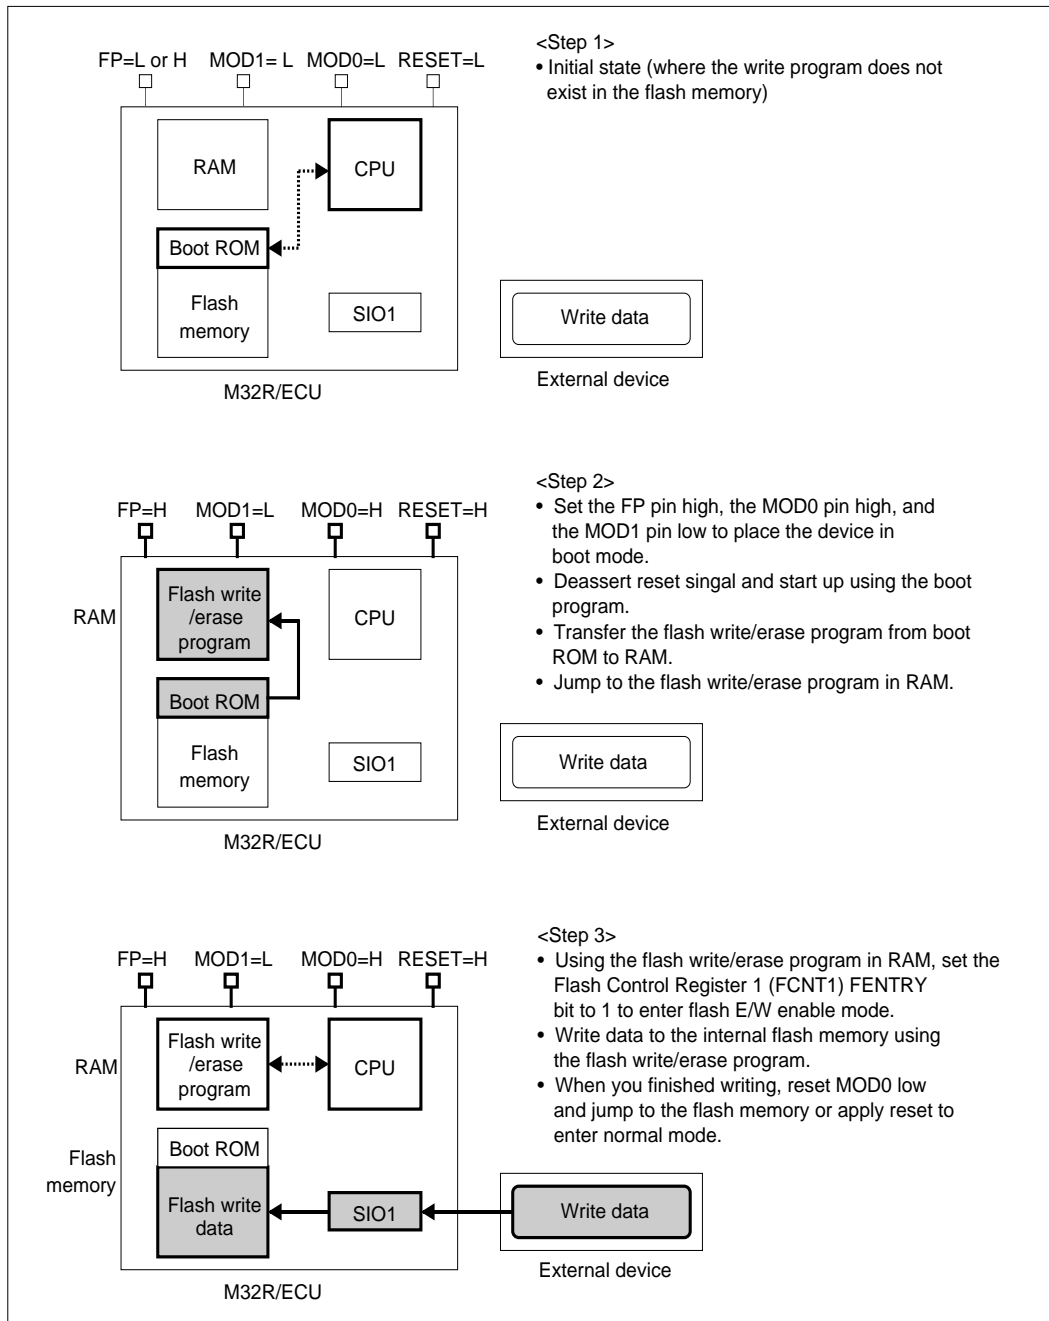 <Step 1>
• Initial state (where the write program does not
exist in the flash memory)
FP=L or H MOD1= L MOD0=L RESET=L
RAM
CPU
Boot ROM
Flash
memory
SIO1
Write data
External device
M32R/ECU
<Step 2>
• Set the FP pin high, the MOD0 pin high, and
the MOD1 pin low to place the device in
boot mode.
• Deassert reset singal and start up using the boot
program.
• Transfer the flash write/erase program from boot
ROM to RAM.
• Jump to the flash write/erase program in RAM.
FP=H MOD1=L MOD0=H RESET=H
RAM
Flash write
/erase
program
CPU
Boot ROM
Flash
memory
SIO1
Write data
External device
M32R/ECU
<Step 3>
• Using the flash write/erase program in RAM, set the
Flash Control Register 1 (FCNT1) FENTRY
bit to 1 to enter flash E/W enable mode.
• Write data to the internal flash memory using
the flash write/erase program.
• When you finished writing, reset MOD0 low
and jump to the flash memory or apply reset to
enter normal mode.
FP=H MOD1=L MOD0=H RESET=H
RAM
Flash write
/erase
program
CPU
Flash
memory
Boot ROM
Flash write
data
SIO1
Write data
External device
M32R/ECU